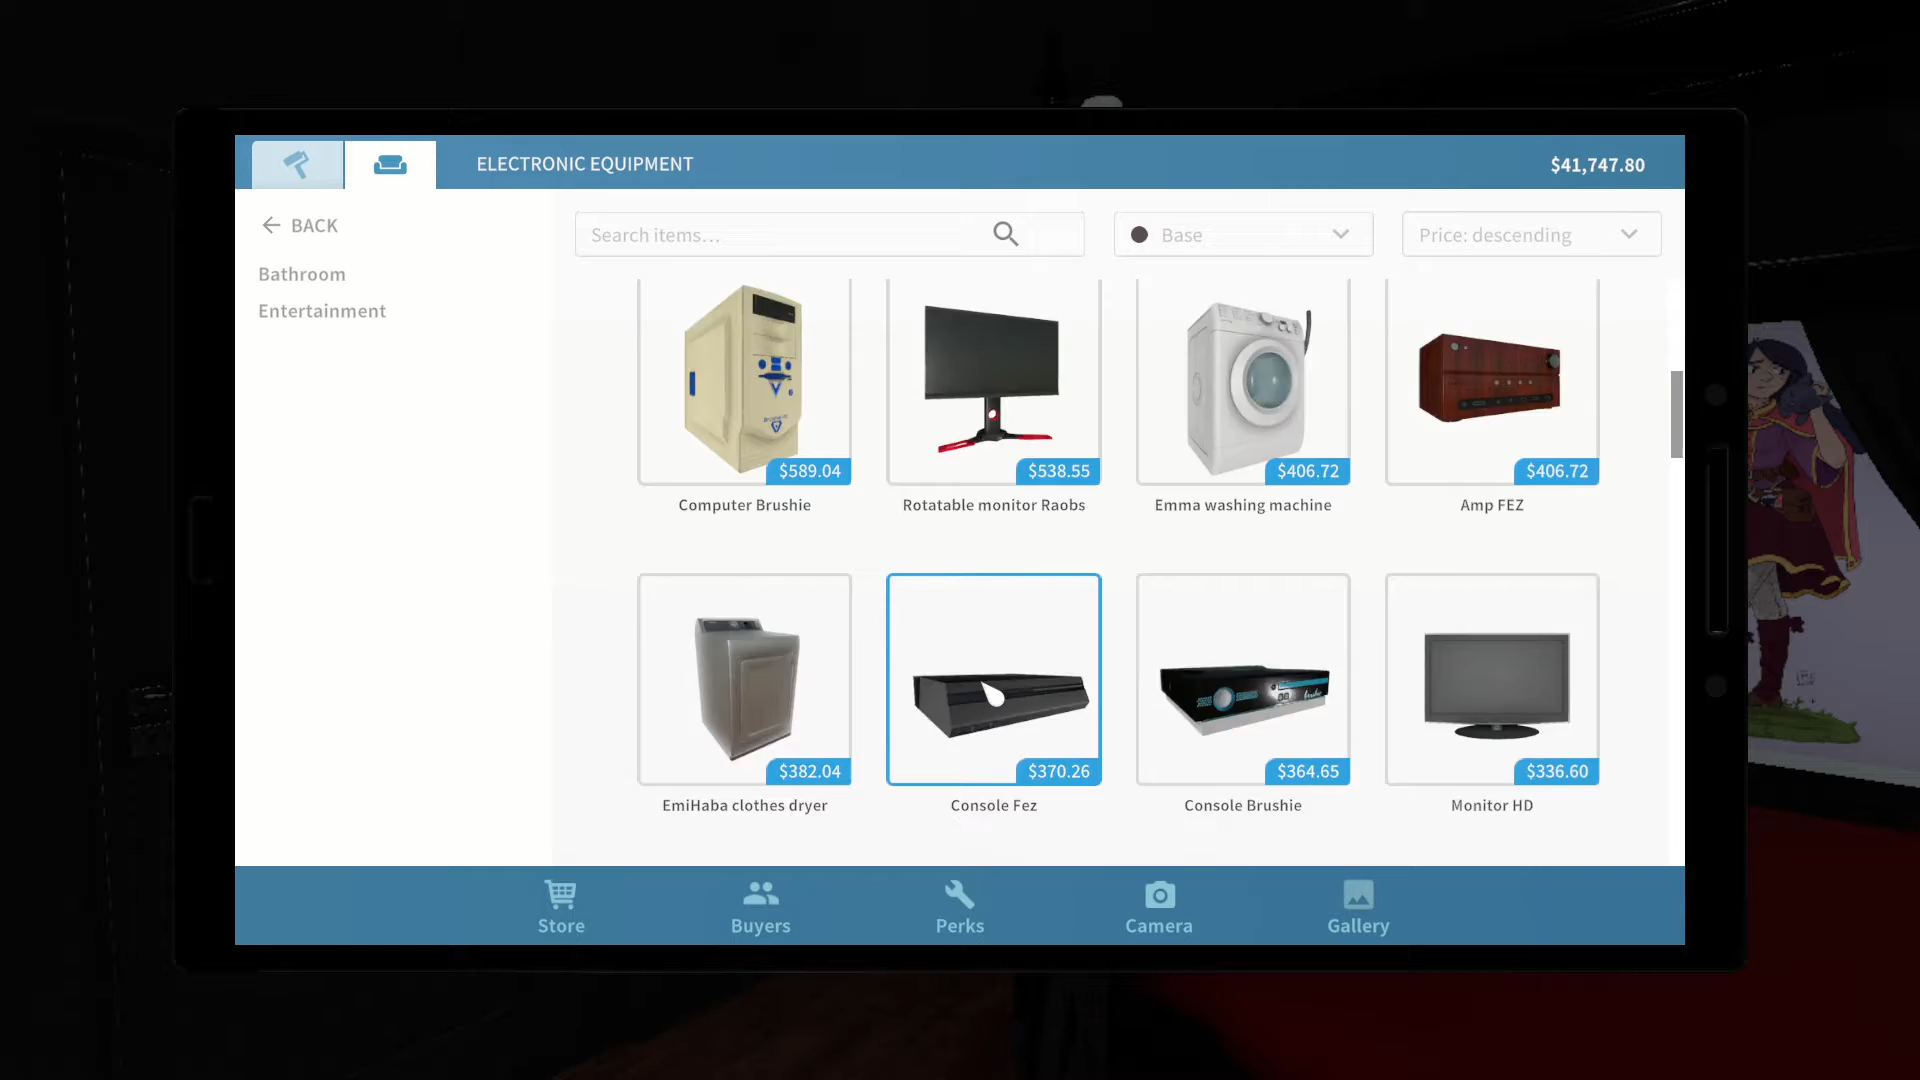 ELECTRONIC EQUIPMENT
$41,747.80
BACK
Bathroom
Entertainment
Search items...
Base
Price: descending
$589.04
$538.55
$406.72
$406.72
Computer Brushie
Rotatable monitor Raobs
Emma washing machine
Amp FEZ
$382.04
$370.26
$364.65
$336.60
EmiHaba clothes dryer
Console Fez
Console Brushie
Monitor HD
Store
Buyers
Perks
Camera
Gallery